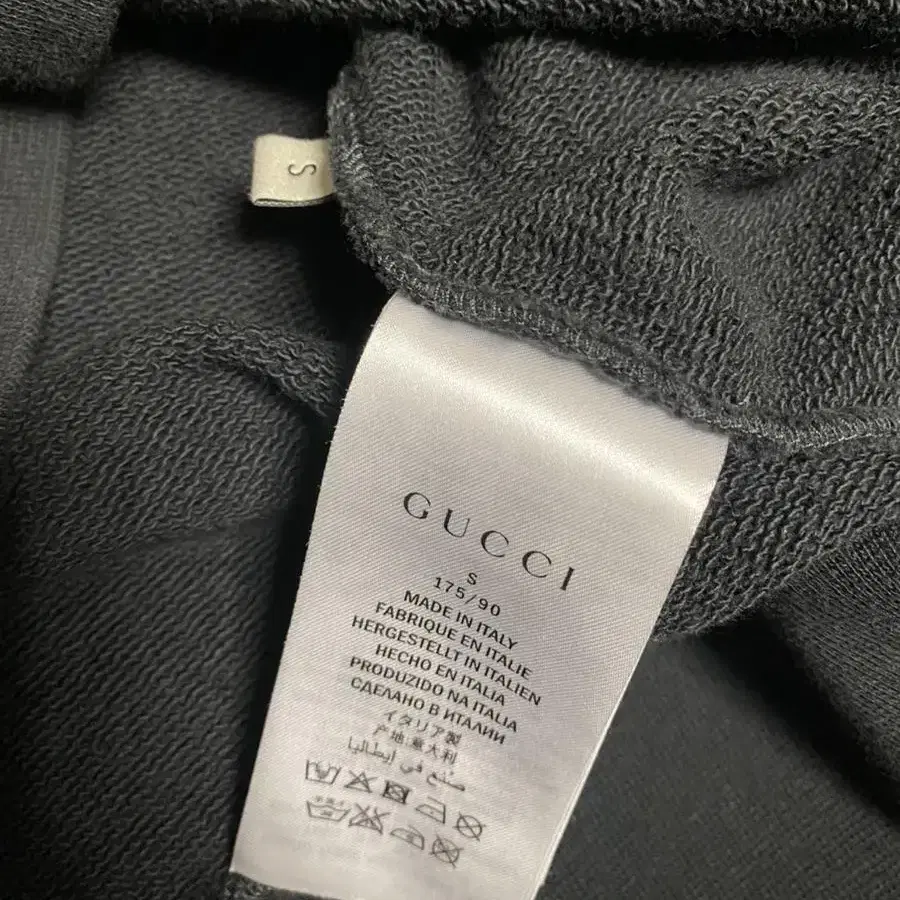 S
GUCCI
S
175/90
MADE IN ITALY
FABRIQUE EN ITALIE
HERGESTELLT IN ITALIEN
HECHO EN ITALIA
PRODUZIDO NA ITALIA
СДЕЛАНО В ИТАЛИИ
イタリア製
产地:意大利
صنع في إيطاليا